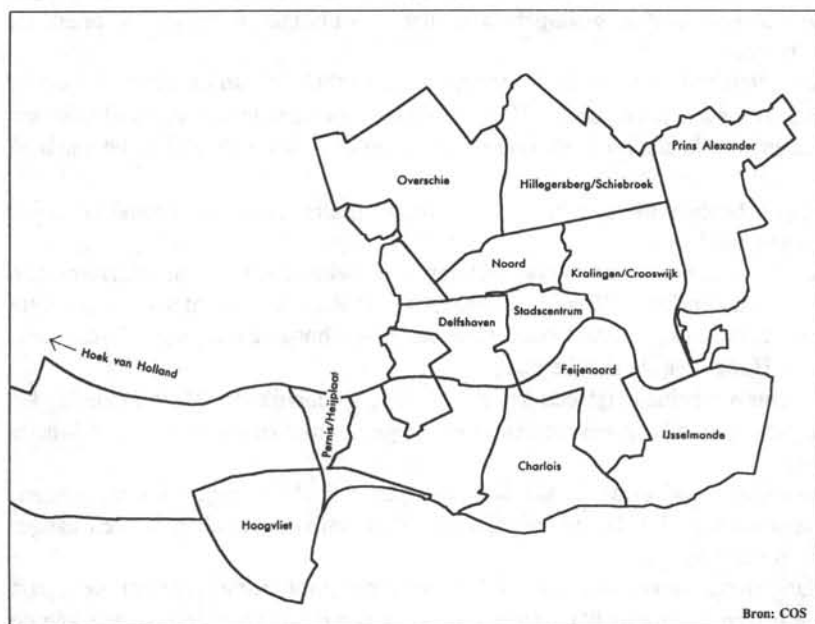 Prins Alexander
Overschie
Hillegersberg/Schiebroek
Noord
Kralingen/Crooswijk
Delfshaven
Stadscentrum
Hoek van Holland
Feijenoord
Pernis/Heijplaat
IJsselmonde
Charlois
Hoogvliet
Bron: COS